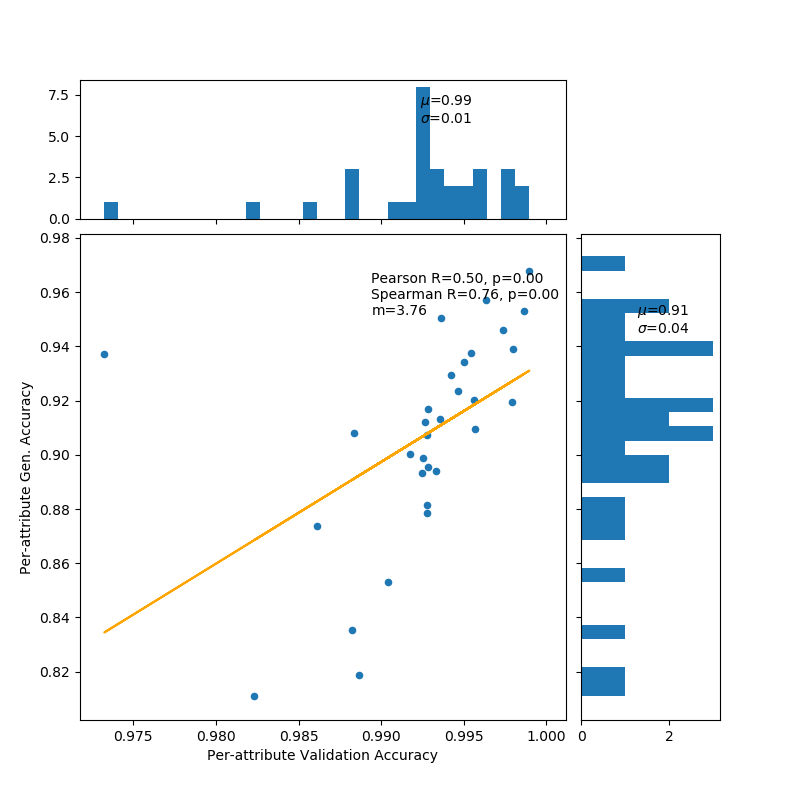 7.5
5.0
2.5
0.0
μ=0.99
σ=0.01
0.98
0.96
0.94
0.92
0.90
0.88
0.86
0.84
0.82
Per-attribute Gen. Accuracy
Pearson R=0.50, p=0.00
Spearman R=0.76, p=0.00
m=3.76
μ=0.91
σ=0.04
0.975 0.980 0.985 0.990 0.995 1.000
Per-attribute Validation Accuracy
0 2